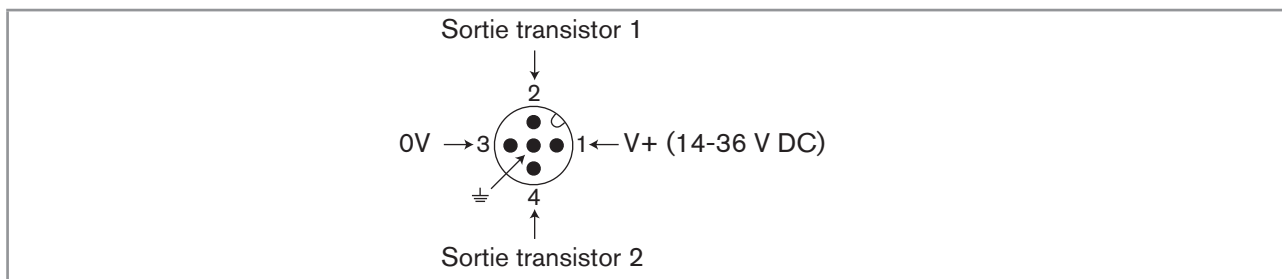 Sortie transistor 1
2
0V 3 1 V+ (14-36 V DC)
4
Sortie transistor 2